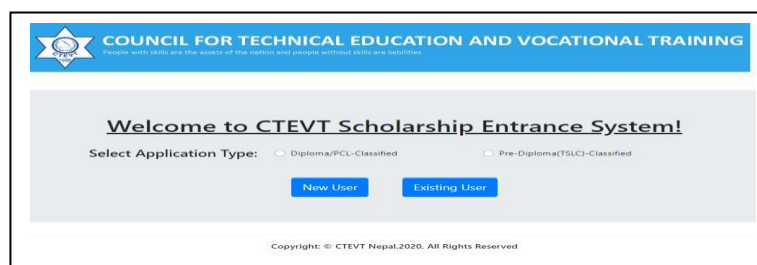 COUNCIL FOR TECHNICAL EDUCATION AND VOCATIONAL TRAINING
People with skills are the assets of the nation and people without skills are liabilities
CTEVT
Welcome to CTEVT Scholarship Entrance System!
Select Application Type: Diploma/PCL-Classified Pre-Diploma(TSLC)-Classified
New User Existing User
Copyright: © CTEVT Nepal,2020, All Rights Reserved